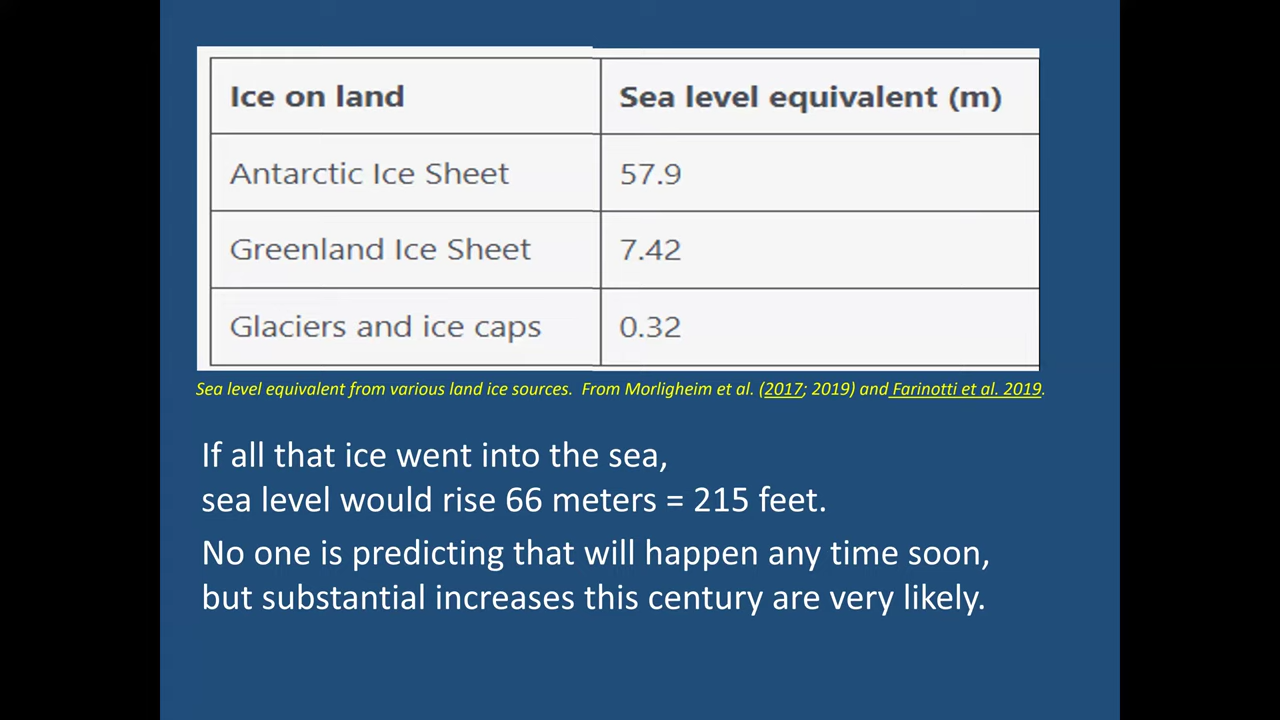 Ice on land Sea level equivalent (m)
Antarctic Ice Sheet 57.9
Greenland Ice Sheet 7.42
Glaciers and ice caps 0.32
Sea level equivalent from various land ice sources. From Morligheim et al. (2017; 2019) and Farinotti et al. 2019.
If all that ice went into the sea,
sea level would rise 66 meters = 215 feet.
No one is predicting that will happen any time soon,
but substantial increases this century are very likely.